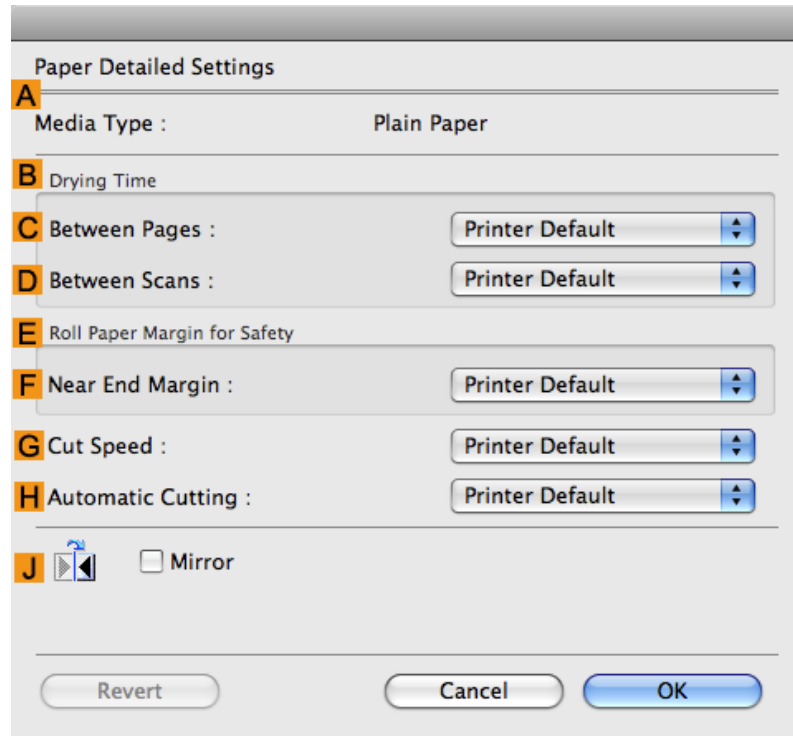 Paper Detailed Settings
A
Media Type : Plain Paper
B Drying Time
C Between Pages : Printer Default
D Between Scans : Printer Default
E Roll Paper Margin for Safety
F Near End Margin : Printer Default
G Cut Speed : Printer Default
H Automatic Cutting : Printer Default
J Mirror
Revert Cancel OK